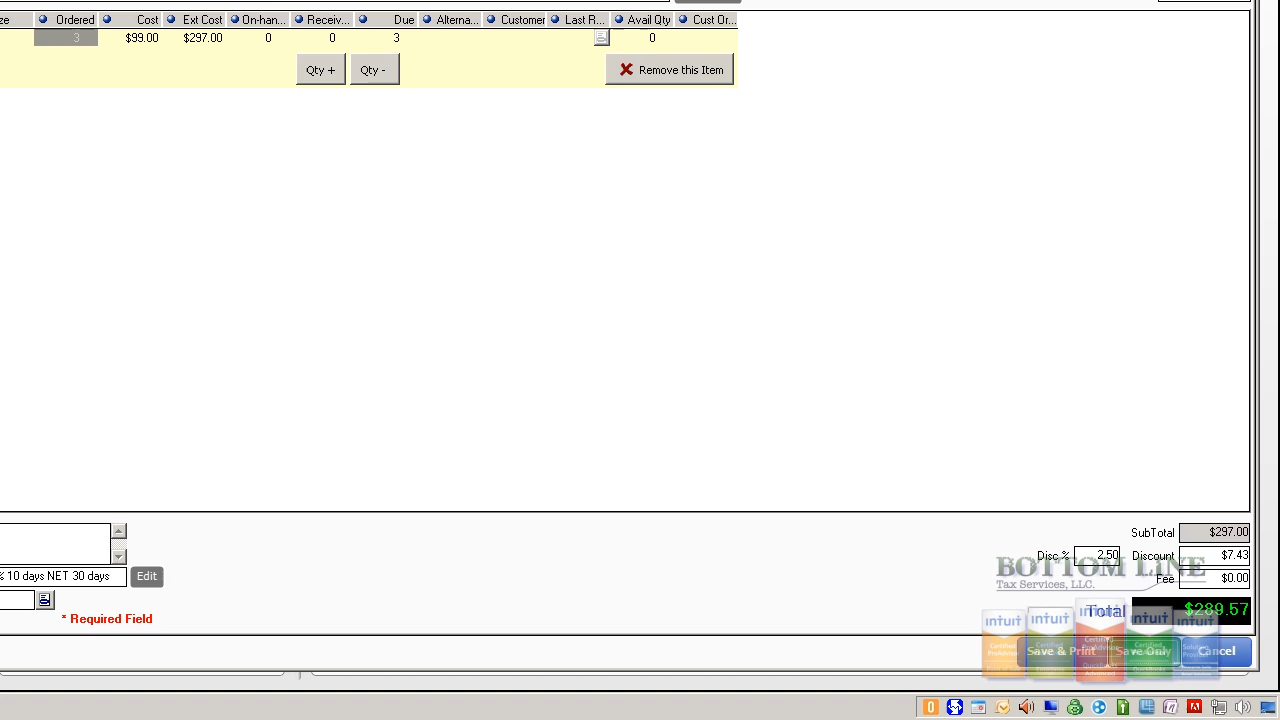 ze Ordered Cost Ext Cost On-han... Receiv... Due Alterna... Customer Last R... Avail Qty Cust Or...
3 $99.00 $297.00 0 0 3 0
Qty + Qty - Remove this Item
SubTotal $297.00
Disc % 2.50 Discount $7.43
BOTTOM LINE
Tax Services, LLC.
% 10 days NET 30 days Edit
Fee $0.00
* Required Field
Total $289.57
intuit intuit intuit intuit intuit
Save & Print Save Only Cancel